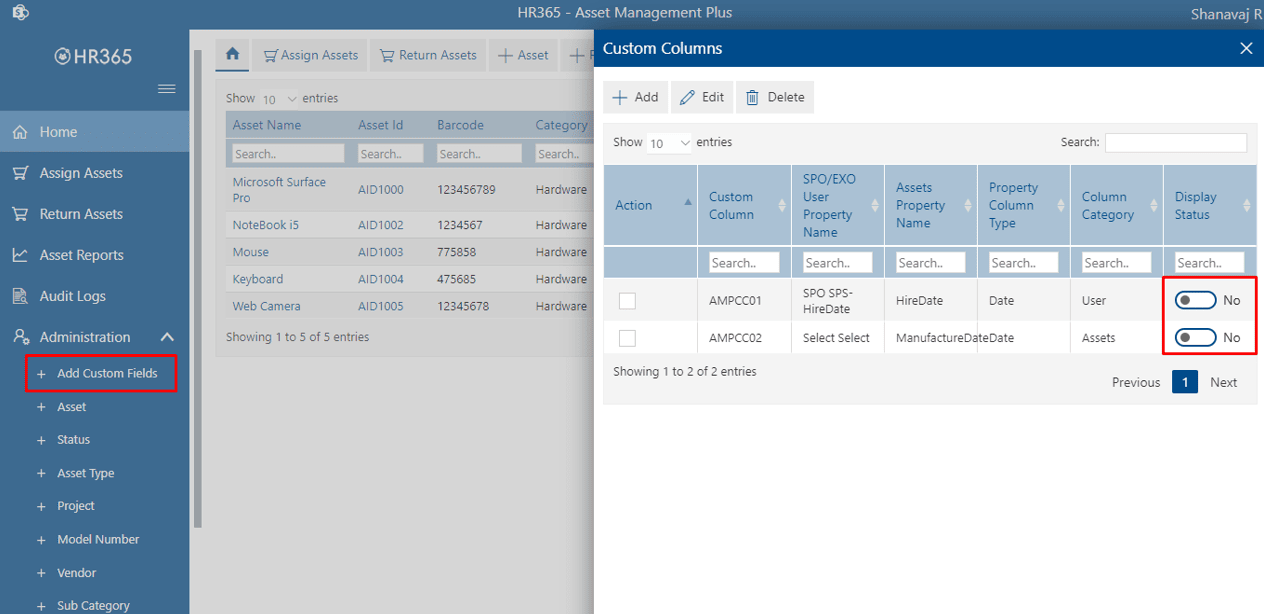 HR365 - Asset Management Plus
Shanavaj R
HR365
Home
Assign Assets
Return Assets
Asset Reports
Audit Logs
Administration
+ Add Custom Fields
+ Asset
+ Status
+ Asset Type
+ Project
+ Model Number
+ Vendor
+ Sub Category
Assign Assets
Return Assets
+ Asset
+
Show 10 entries
Asset Name Asset Id Barcode Category
Search.. Search.. Search.. Search..
Microsoft Surface
Pro AID1000 123456789 Hardware
NoteBook i5 AID1002 1234567 Hardware
Mouse AID1003 775858 Hardware
Keyboard AID1004 475685 Hardware
Web Camera AID1005 12345678 Hardware
Showing 1 to 5 of 5 entries
Custom Columns
+ Add
Edit
Delete
Show 10 entries
Search:
Action
Custom
Column
SPO/EXO
User
Property
Name
Assets
Property
Name
Property
Column
Type
Column
Category
Display
Status
Search.. Search.. Search.. Search.. Search.. Search..
AMPCC01
SPO SPS-
HireDate
HireDate
Date
User
No
AMPCC02
Select Select
ManufactureDate
Date
Assets
No
Showing 1 to 2 of 2 entries
Previous 1 Next